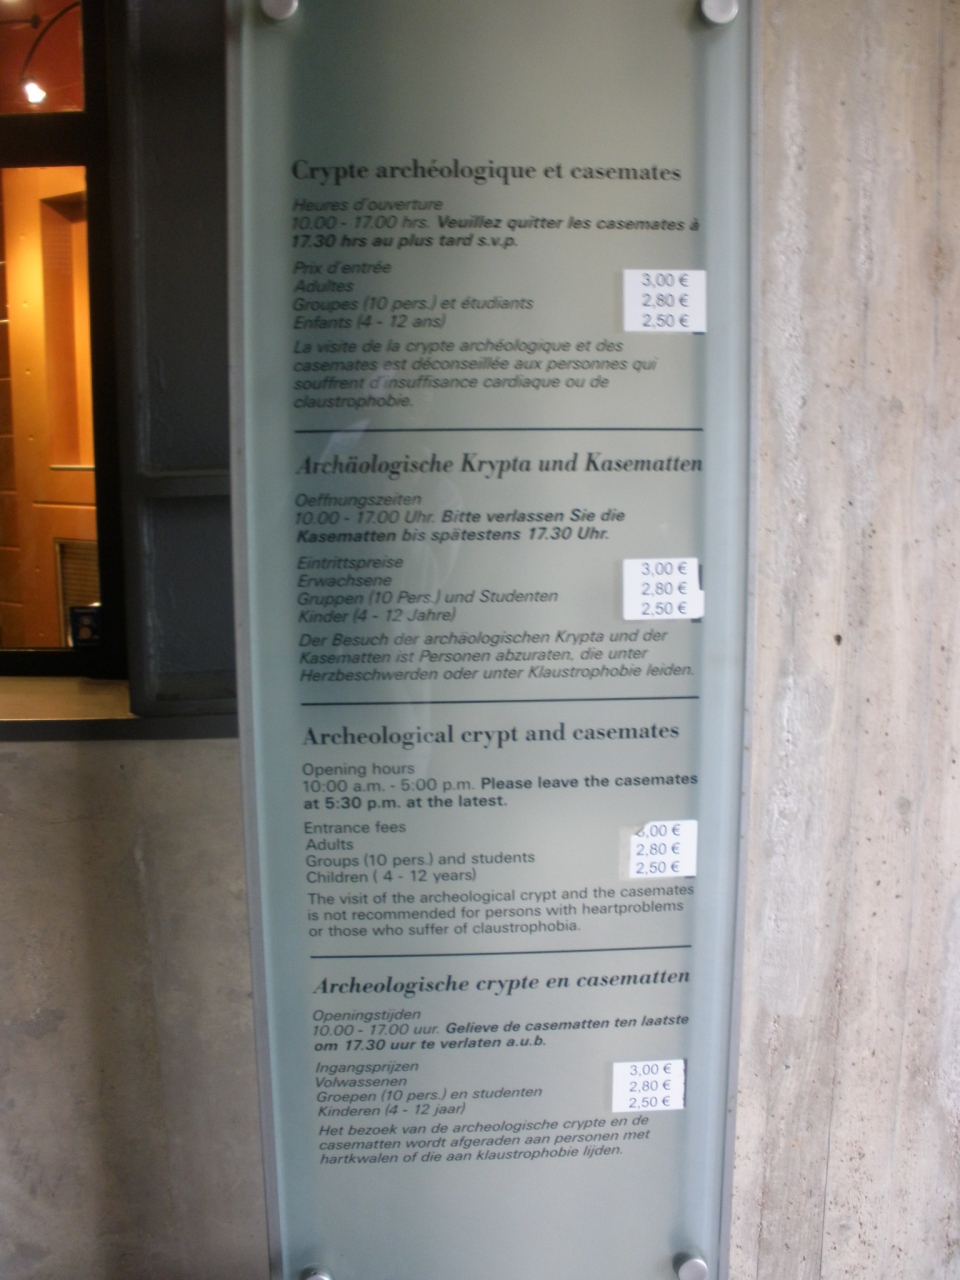 Crypte archéologique et casemates
Heures d'ouverture
10.00 - 17.00 hrs. Veuillez quitter les casemates à
17.30 hrs au plus tard s.v.p.
Prix d'entrée
Adultes 3,00 €
Groupes (10 pers.) et étudiants 2,80 €
Enfants (4 - 12 ans) 2,50 €
La visite de la crypte archéologique et des
casemates est déconseillée aux personnes qui
souffrent d'insuffisance cardiaque ou de
claustrophobie.
Archäologische Krypta und Kasematten
Oeffnungszeiten
10.00 - 17.00 Uhr. Bitte verlassen Sie die
Kasematten bis spätestens 17.30 Uhr.
Eintrittspreise
Erwachsene 3,00 €
Gruppen (10 Pers.) und Studenten 2,80 €
Kinder (4 - 12 Jahre) 2,50 €
Der Besuch der archäologischen Krypta und der
Kasematten ist Personen abzuraten, die unter
Herzbeschwerden oder unter Klaustrophobie leiden.
Archeological crypt and casemates
Opening hours
10:00 a.m. - 5:00 p.m. Please leave the casemates
at 5:30 p.m. at the latest.
Entrance fees
Adults 3,00 €
Groups (10 pers.) and students 2,80 €
Children ( 4 - 12 years) 2,50 €
The visit of the archeological crypt and the casemates
is not recommended for persons with heartproblems
or those who suffer of claustrophobia.
Archeologische crypte en casematten
Openingstijden
10.00 - 17.00 uur. Gelieve de casematten ten laatste
om 17.30 uur te verlaten a.u.b.
Ingangsprijzen
Volwassenen 3,00 €
Groepen (10 pers.) en studenten 2,80 €
Kinderen (4 - 12 jaar) 2,50 €
Het bezoek van de archeologische crypte en de
casematten wordt afgeraden aan personen met
hartkwalen of die aan klaustrophobie lijden.